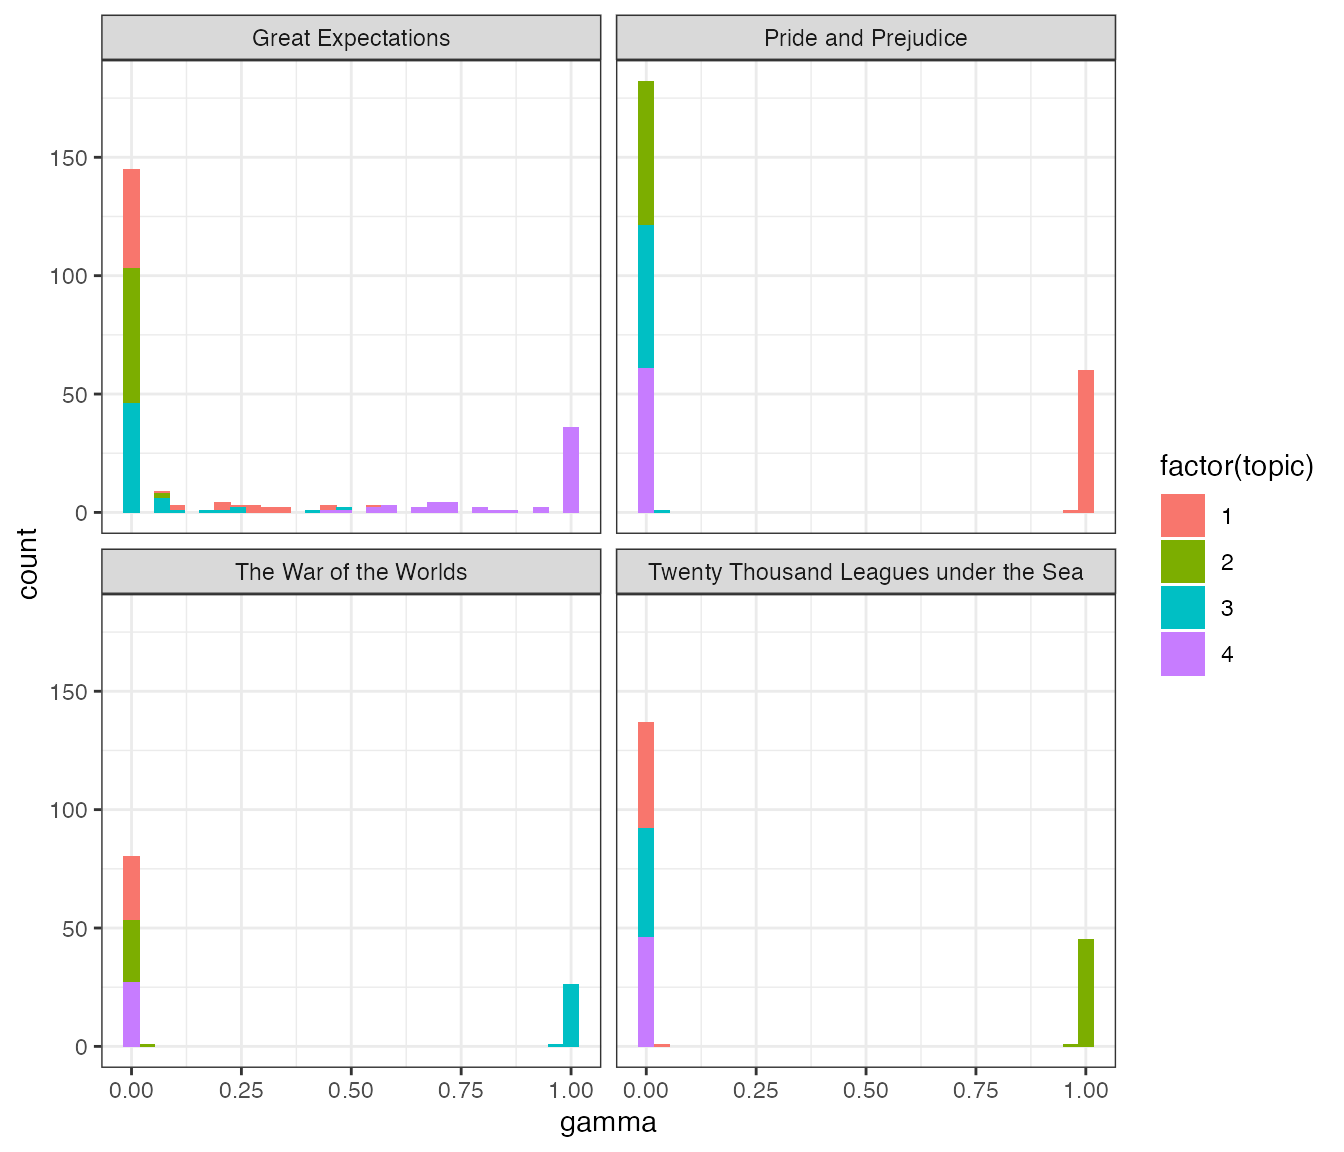 Great Expectations
Pride and Prejudice
150
100
50
0
The War of the Worlds
Twenty Thousand Leagues under the Sea
150
100
50
0
0.00 0.25 0.50 0.75 1.00
0.00 0.25 0.50 0.75 1.00
gamma
count
factor(topic)
1
2
3
4